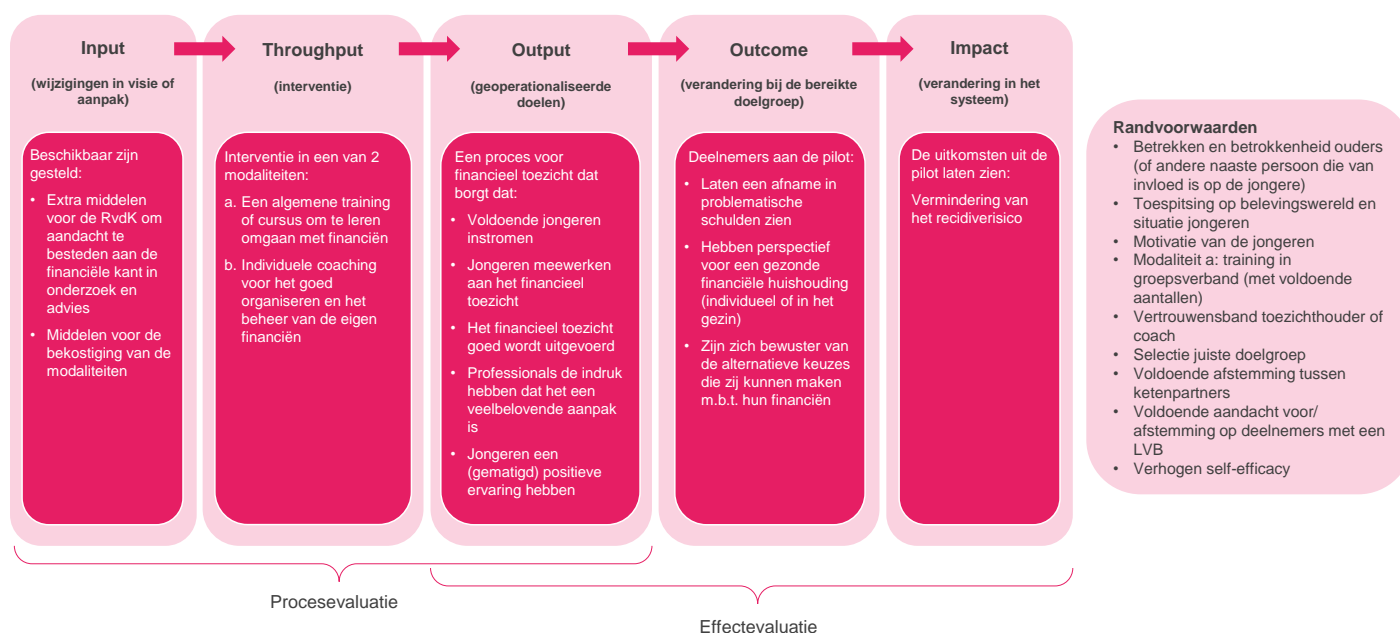 Input
(wijzigingen in visie of
aanpak)
Beschikbaar zijn
gesteld:
• Extra middelen
voor de RvdK om
aandacht te
besteden aan de
financiële kant in
onderzoek en
advies
• Middelen voor de
bekostiging van de
modaliteiten
Throughput
(interventie)
Interventie in een van 2
modaliteiten:
a. Een algemene training
of cursus om te leren
omgaan met financiën
b. Individuele coaching
voor het goed
organiseren en het
beheer van de eigen
financiën
Output
(geoperationaliseerde
doelen)
Een proces voor
financieel toezicht dat
borgt dat:
• Voldoende jongeren
instromen
• Jongeren meewerken
aan het financieel
toezicht
• Het financieel toezicht
goed wordt uitgevoerd
• Professionals de indruk
hebben dat het een
veelbelovende aanpak
is
• Jongeren een
(gematigd) positieve
ervaring hebben
Outcome
(verandering bij de bereikte
doelgroep)
Deelnemers aan de pilot:
• Laten een afname in
problematische
schulden zien
• Hebben perspectief
voor een gezonde
financiële huishouding
(individueel of in het
gezin)
• Zijn zich bewuster van
de alternatieve keuzes
die zij kunnen maken
m.b.t. hun financiën
Impact
(verandering in het
systeem)
De uitkomsten uit de
pilot laten zien:
Vermindering van
het recidiverisico
Randvoorwaarden
• Betrekken en betrokkenheid ouders
(of andere naaste persoon die van
invloed is op de jongere)
• Toespitsing op belevingswereld en
situatie jongeren
• Motivatie van de jongeren
• Modaliteit a: training in
groepsverband (met voldoende
aantallen)
• Vertrouwensband toezichthouder of
coach
• Selectie juiste doelgroep
• Voldoende afstemming tussen
ketenpartners
• Voldoende aandacht voor/
afstemming op deelnemers met een
LVB
• Verhogen self-efficacy
Procesevaluatie
Effectevaluatie